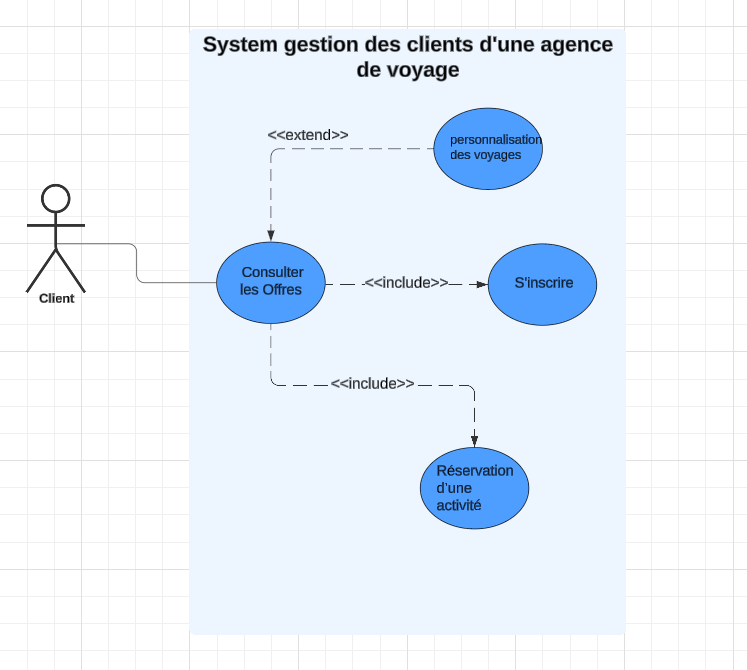 System gestion des clients d'une agence
de voyage
<<extend>>
personnalisation
des voyages
Client
Consulter
les Offres
<<include>>
S'inscrire
<<include>>
Réservation
d'une
activité